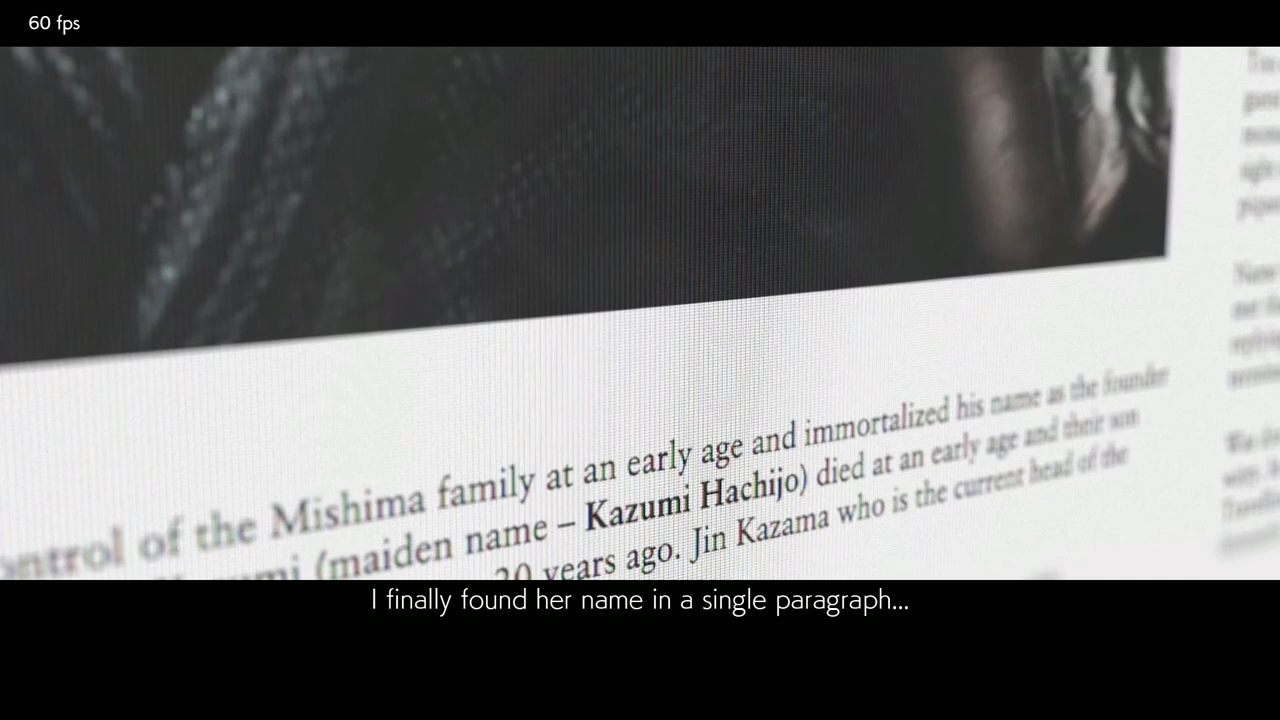 60 fps
control of the Mishima family at an early age and immortalized his name as the founder
(maiden name – Kazumi Hachijo) died at an early age and their son
20 years ago. Jin Kazama who is the current head of the
I finally found her name in a single paragraph...